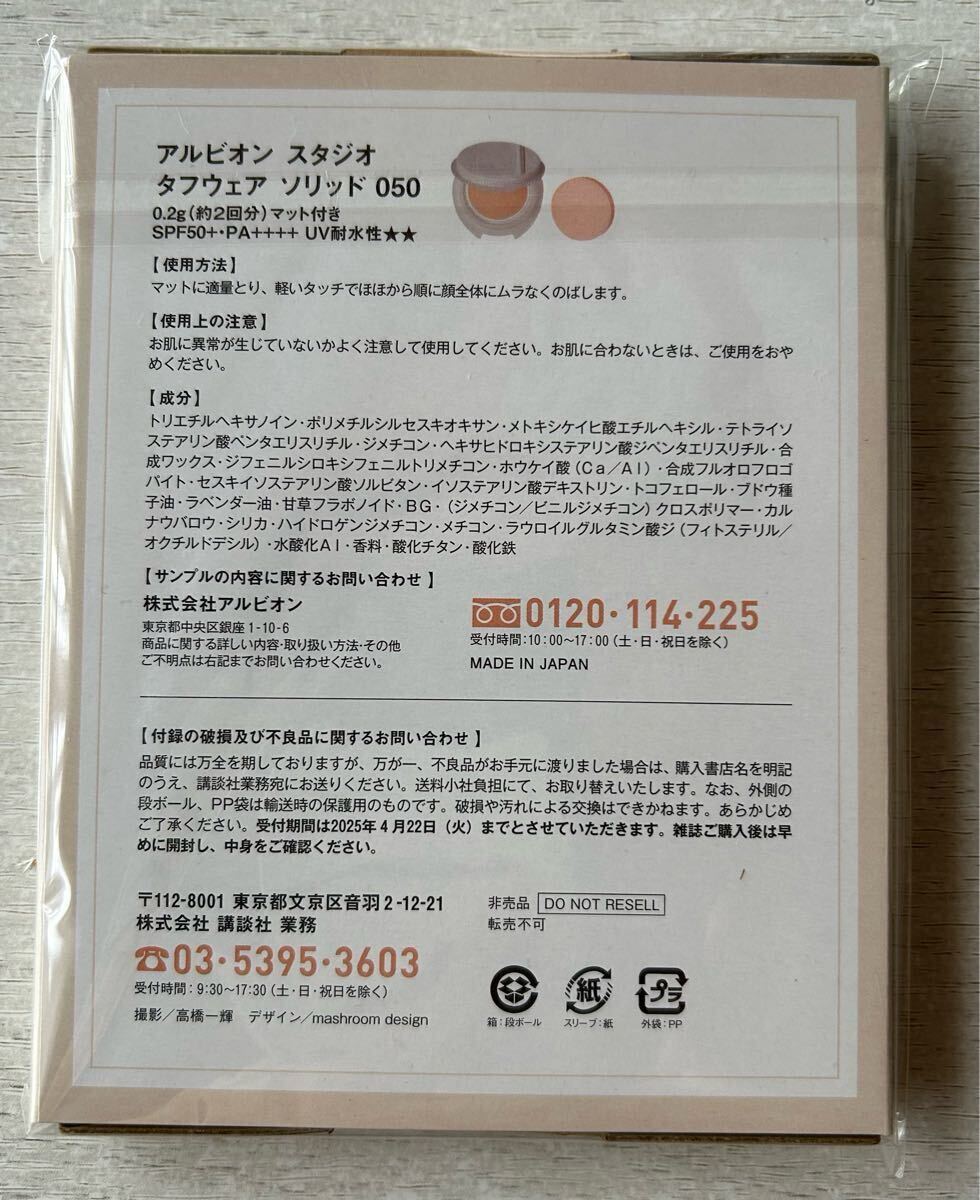 アルビオン スタジオ
タフウェア ソリッド 050
0.2g(約2回分)マット付き
SPF50+・PA++++ UV耐水性★★
【使用方法】
マットに適量とり、軽いタッチでほほから順に顔全体にムラなくのばします。
【使用上の注意】
お肌に異常が生じていないかよく注意して使用してください。お肌に合わないときは、ご使用をおや
めください。
【成分】
トリエチルヘキサノイン・ポリメチルシルセスキオキサン・メトキシケイヒ酸エチルヘキシル・テトライソ
ステアリン酸ペンタエリスリチル・ジメチコン・ヘキサヒドロキシステアリン酸ジペンタエリスリチル・合
成ワックス・ジフェニルシロキシフェニルトリメチコン・ホウケイ酸(Ca/Al)・合成フルオロフロゴ
パイト・セスキイソステアリン酸ソルビタン・イソステアリン酸デキストリン・トコフェロール・ブドウ種
子油・ラベンダー油・甘草フラボノイド・BG・(ジメチコン/ビニルジメチコン)クロスポリマー・カル
ナウバロウ・シリカ・ハイドロゲンジメチコン・メチコン・ラウロイルグルタミン酸ジ(フィトステリル/
オクチルドデシル)・水酸化Al・香料・酸化チタン・酸化鉄
【サンプルの内容に関するお問い合わせ】
株式会社アルビオン
東京都中央区銀座1-10-6
商品に関する詳しい内容・取り扱い方法・その他
ご不明点は右記までお問い合わせください。
0120・114・225
受付時間:10:00〜17:00(土・日・祝日を除く)
MADE IN JAPAN
【付録の破損及び不良品に関するお問い合わせ】
品質には万全を期しておりますが、万が一、不良品がお手元に渡りました場合は、購入書店名を明記
のうえ、講談社業務宛にお送りください。送料小社負担にて、お取り替えいたします。なお、外側の
段ボール、PP袋は輸送時の保護用のものです。破損や汚れによる交換はできかねます。あらかじめ
ご了承ください。受付期間は2025年4月22日(火)までとさせていただきます。雑誌ご購入後は早
めに開封し、中身をご確認ください。
〒112-8001 東京都文京区音羽2-12-21
株式会社 講談社 業務
☎03・5395・3603
受付時間:9:30〜17:30(土・日・祝日を除く)
撮影/高橋一輝 デザイン/mashroom design
非売品 DO NOT RESELL
転売不可
紙
プラ
箱:段ボール
スリーブ:紙
外袋:PP